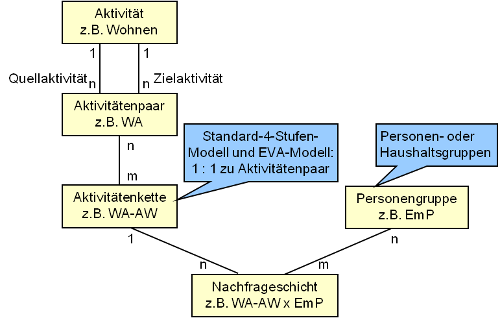 Aktivität
z.B. Wohnen
1
1
Quellaktivität
n
n
Zielaktivität
Aktivitätenpaar
z.B. WA
n
Standard-4-Stufen-
Modell und EVA-Modell:
1 : 1 zu Aktivitätenpaar
Personen- oder
Haushaltsgruppen
m
Aktivitätenkette
z.B. WA-AW
Personengruppe
z.B. EmP
1
n
n
m
Nachfrageschicht
z.B. WA-AW x EmP